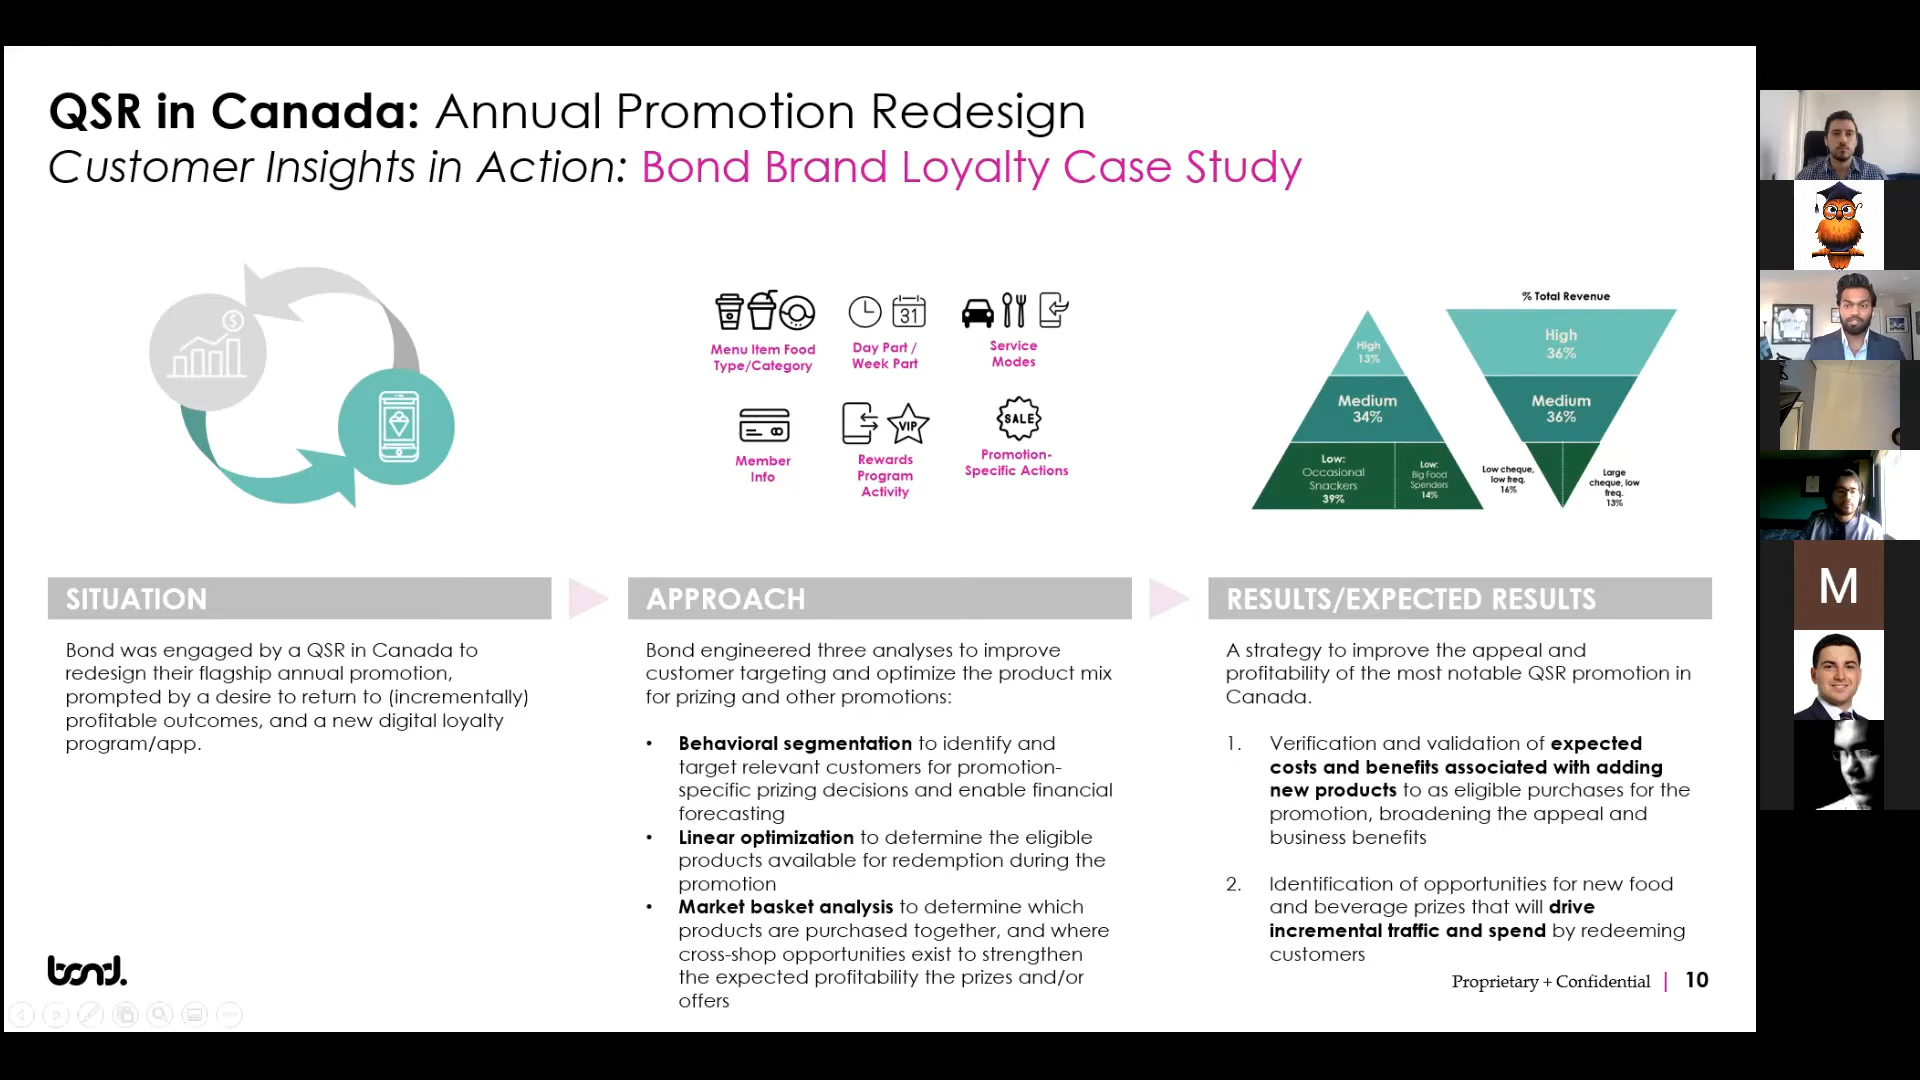 QSR in Canada: Annual Promotion Redesign
Customer Insights in Action: Bond Brand Loyalty Case Study
$
Menu Item Food
Type/Category
31
Day Part /
Week Part
Service
Modes
Member
Info
VIP
Rewards
Program
Activity
SALE
Promotion-
Specific Actions
High
13%
Medium
34%
Low:
Occasional
Snackers
39%
Low:
Big Food
Spenders
14%
% Total Revenue
High
36%
Medium
36%
Low cheque,
low freq.
16%
Large
cheque, low
freq.
13%
SITUATION
Bond was engaged by a QSR in Canada to
redesign their flagship annual promotion,
prompted by a desire to return to (incrementally)
profitable outcomes, and a new digital loyalty
program/app.
APPROACH
Bond engineered three analyses to improve
customer targeting and optimize the product mix
for prizing and other promotions:
• Behavioral segmentation to identify and
target relevant customers for promotion-
specific prizing decisions and enable financial
forecasting
• Linear optimization to determine the eligible
products available for redemption during the
promotion
• Market basket analysis to determine which
products are purchased together, and where
cross-shop opportunities exist to strengthen
the expected profitability the prizes and/or
offers
RESULTS/EXPECTED RESULTS
A strategy to improve the appeal and
profitability of the most notable QSR promotion in
Canada.
1. Verification and validation of expected
costs and benefits associated with adding
new products to as eligible purchases for the
promotion, broadening the appeal and
business benefits
2. Identification of opportunities for new food
and beverage prizes that will drive
incremental traffic and spend by redeeming
customers
bond.
Proprietary + Confidential | 10
M